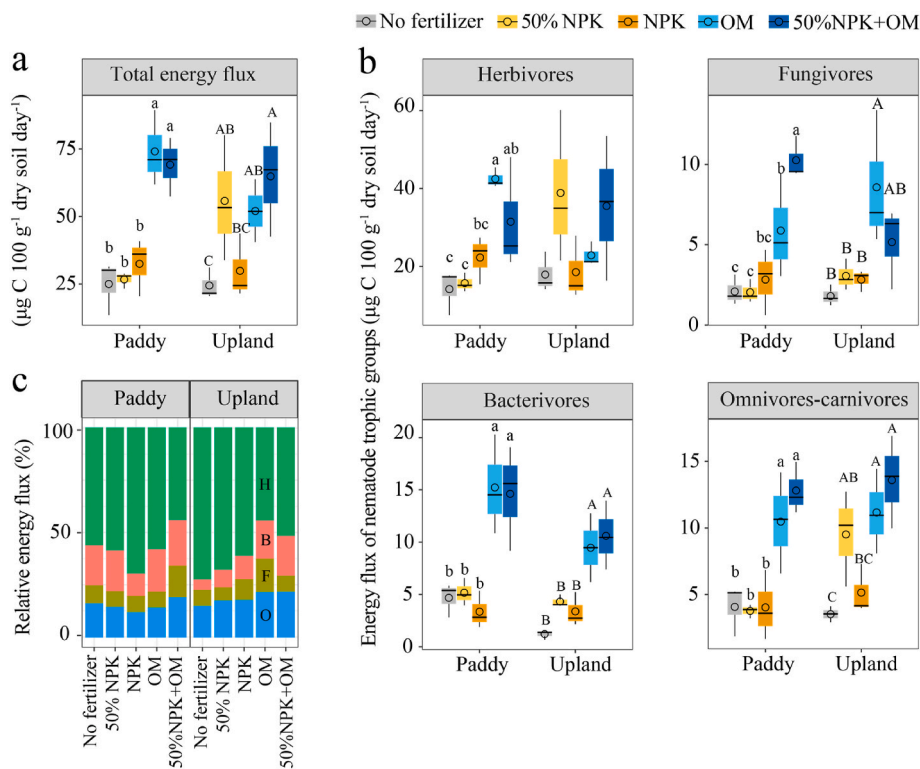 No fertilizer 50% NPK NPK OM 50%NPK+OM
a
Total energy flux
(µg C 100 g⁻¹ dry soil day⁻¹)
75
50
25
b
b
b
a
a
C
AB
BC
AB
A
Paddy Upland
b
Energy flux of nematode trophic groups (µg C 100 g⁻¹ dry soil day⁻¹)
Herbivores
60
40
20
c
c
bc
a
ab
Paddy Upland
Fungivores
10
5
0
c
c
bc
b
a
B
B
B
A
AB
Paddy Upland
Bacterivores
20
15
10
5
0
b
b
b
a
a
B
B
B
A
A
Paddy Upland
Omnivores-carnivores
15
10
5
b
b
b
a
a
C
AB
BC
A
A
Paddy Upland
c
Paddy Upland
Relative energy flux (%)
100
50
0
H
B
F
O
No fertilizer
50% NPK
NPK
OM
50%NPK+OM
No fertilizer
50% NPK
NPK
OM
50%NPK+OM